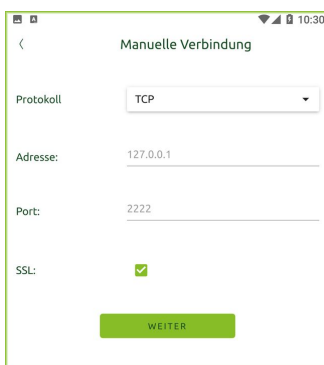 10:30
Manuelle Verbindung
Protokoll TCP
Adresse: 127.0.0.1
Port: 2222
SSL:
WEITER